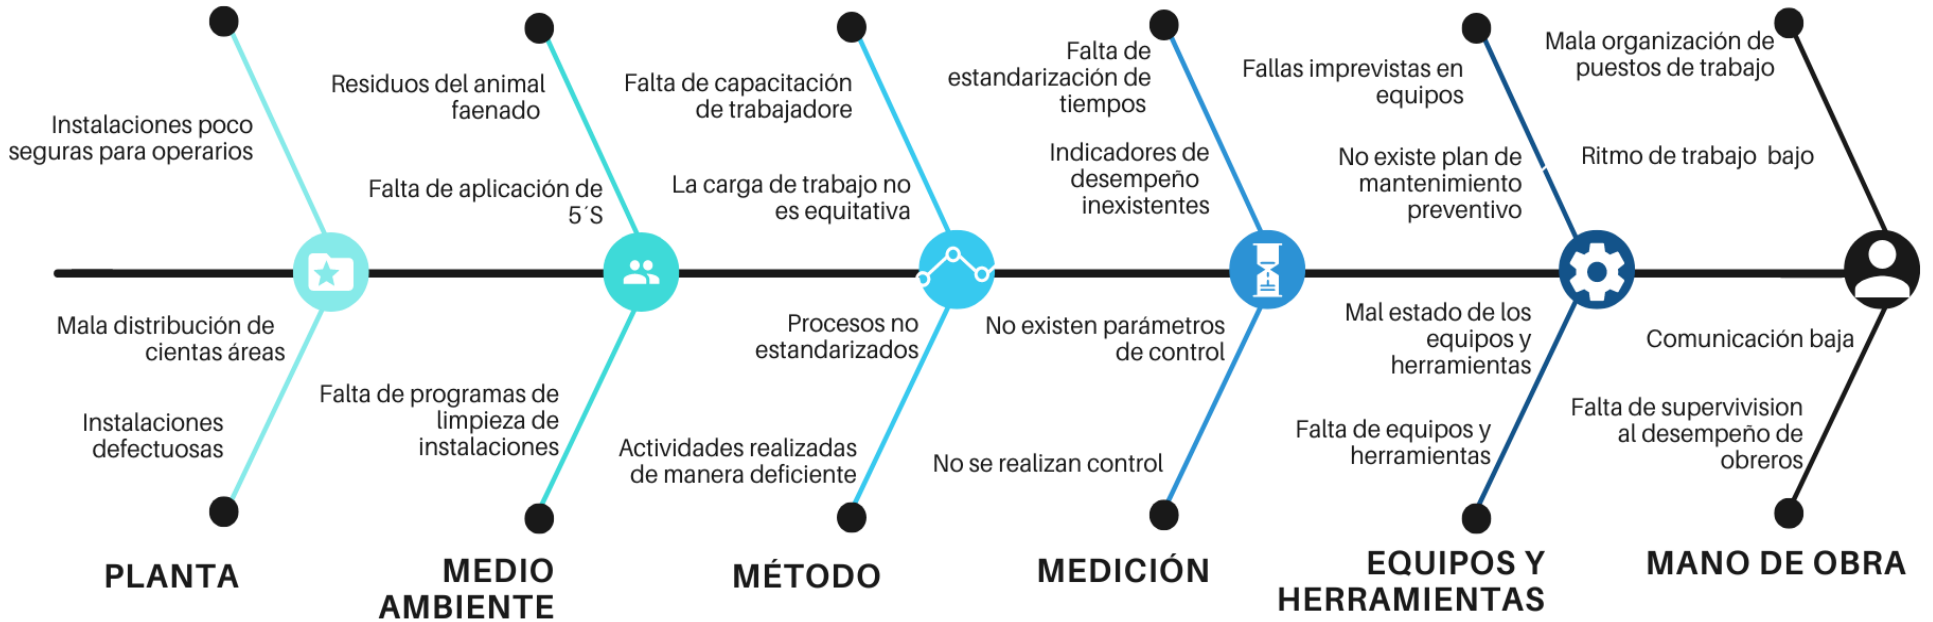 Instalaciones poco
seguras para operarios
Mala distribución de
cientas áreas
Instalaciones
defectuosas
PLANTA
Residuos del animal
faenado
Falta de aplicación de
5´S
Falta de programas de
limpieza de
instalaciones
MEDIO
AMBIENTE
Falta de capacitación
de trabajadore
La carga de trabajo no
es equitativa
Procesos no
estandarizados
Actividades realizadas
de manera deficiente
MÉTODO
Falta de
estandarización de
tiempos
Indicadores de
desempeño
inexistentes
No existen parámetros
de control
No se realizan control
MEDICIÓN
Fallas imprevistas en
equipos
No existe plan de
mantenimiento
preventivo
Mal estado de los
equipos y
herramientas
Falta de equipos y
herramientas
EQUIPOS Y
HERRAMIENTAS
Mala organización de
puestos de trabajo
Ritmo de trabajo bajo
Comunicación baja
Falta de supervivision
al desempeño de
obreros
MANO DE OBRA